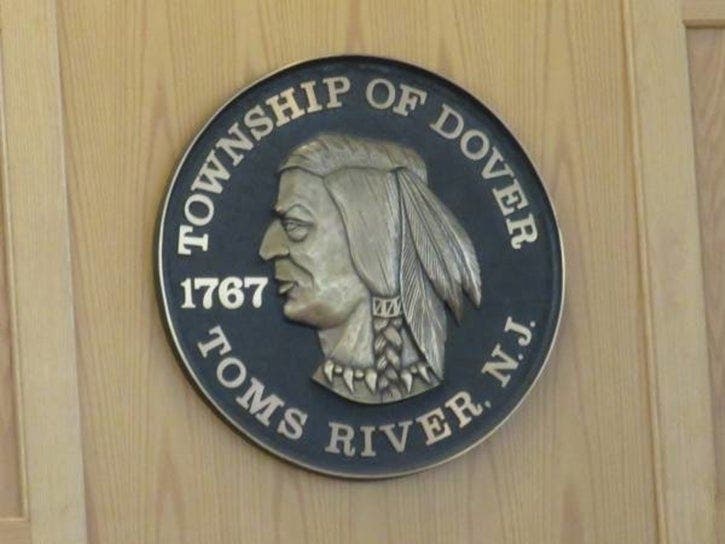 TOWNSHIP OF DOVER
1767
TOMS RIVER, N.J.